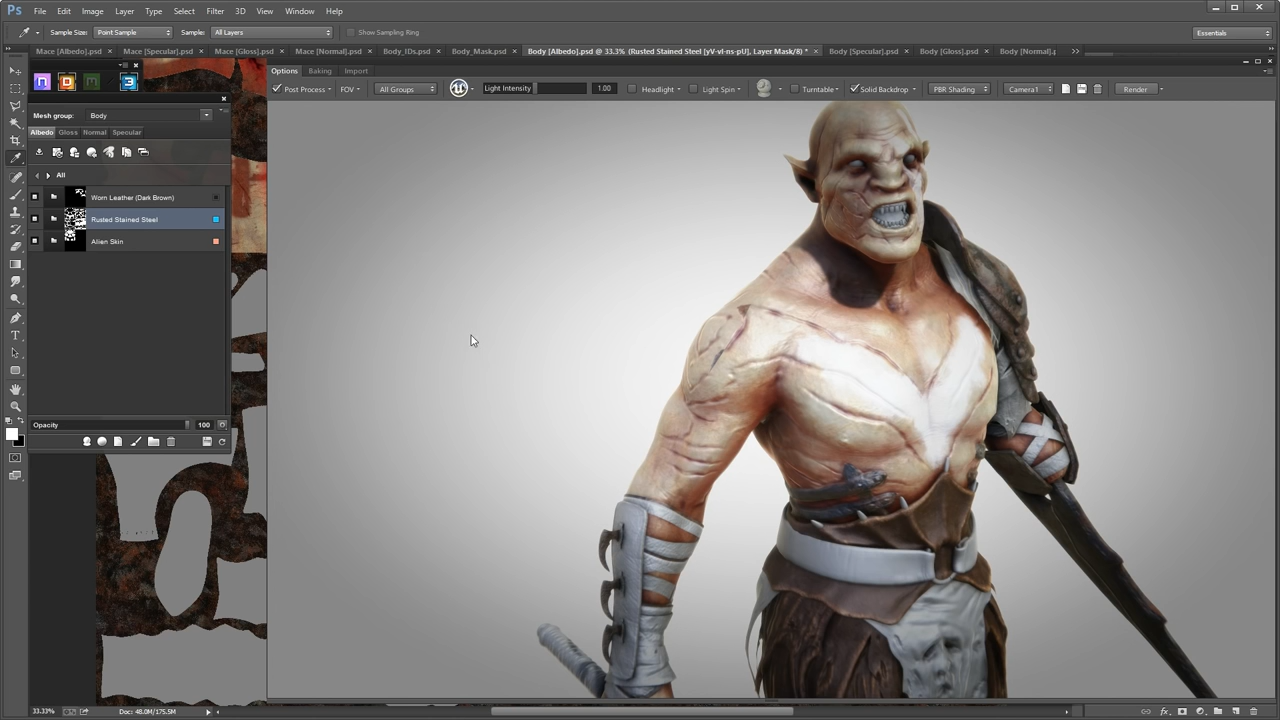 Ps File Edit Image Layer Type Select Filter 3D View Window Help
Sample Size: Point Sample Sample: All Layers Show Sampling Ring Essentials
Mace [Albedo].psd × Mace [Specular].psd × Mace [Gloss].psd × Mace [Normal].psd × Body_IDs.psd × Body_Mask.psd × Body [Albedo].psd @ 33.3% (Rusted Stained Steel [yV-vI-ns-pU], Layer Mask/8) * × Body [Specular].psd × Body [Gloss].psd × Body [Normal].p
Options Baking Import
Post Process FOV All Groups Light Intensity 1.00 Headlight Light Spin Turntable Solid Backdrop PBR Shading Camera1 Render
n D m 3
Mesh group: Body
Albedo Gloss Normal Specular
All
Worn Leather (Dark Brown)
Rusted Stained Steel
Alien Skin
Opacity 100
33.33% Doc: 48.0M/175.5M
fx